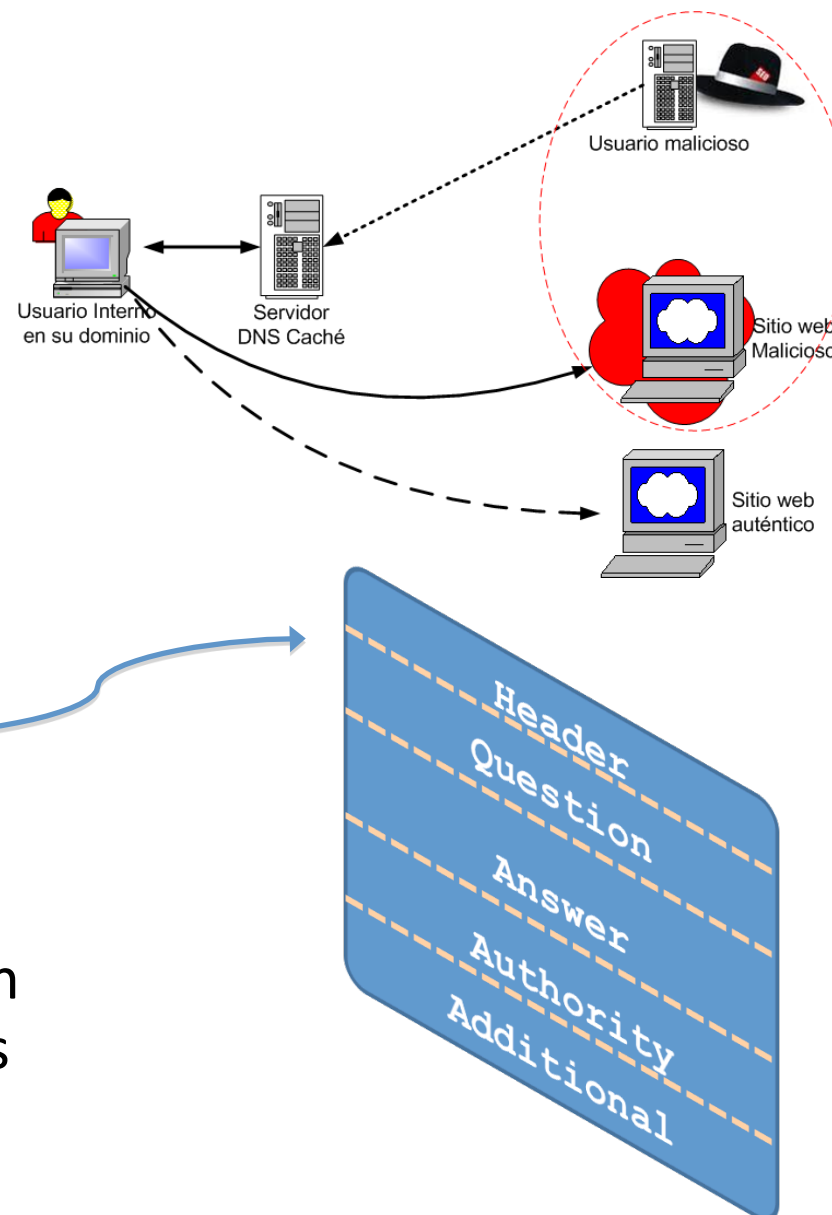 Usuario malicioso
Usuario Interno
en su dominio
Servidor
DNS Caché
Sitio web
Malicioso
Sitio web
auténtico
Header
Question
Answer
Authority
Additional
n
s